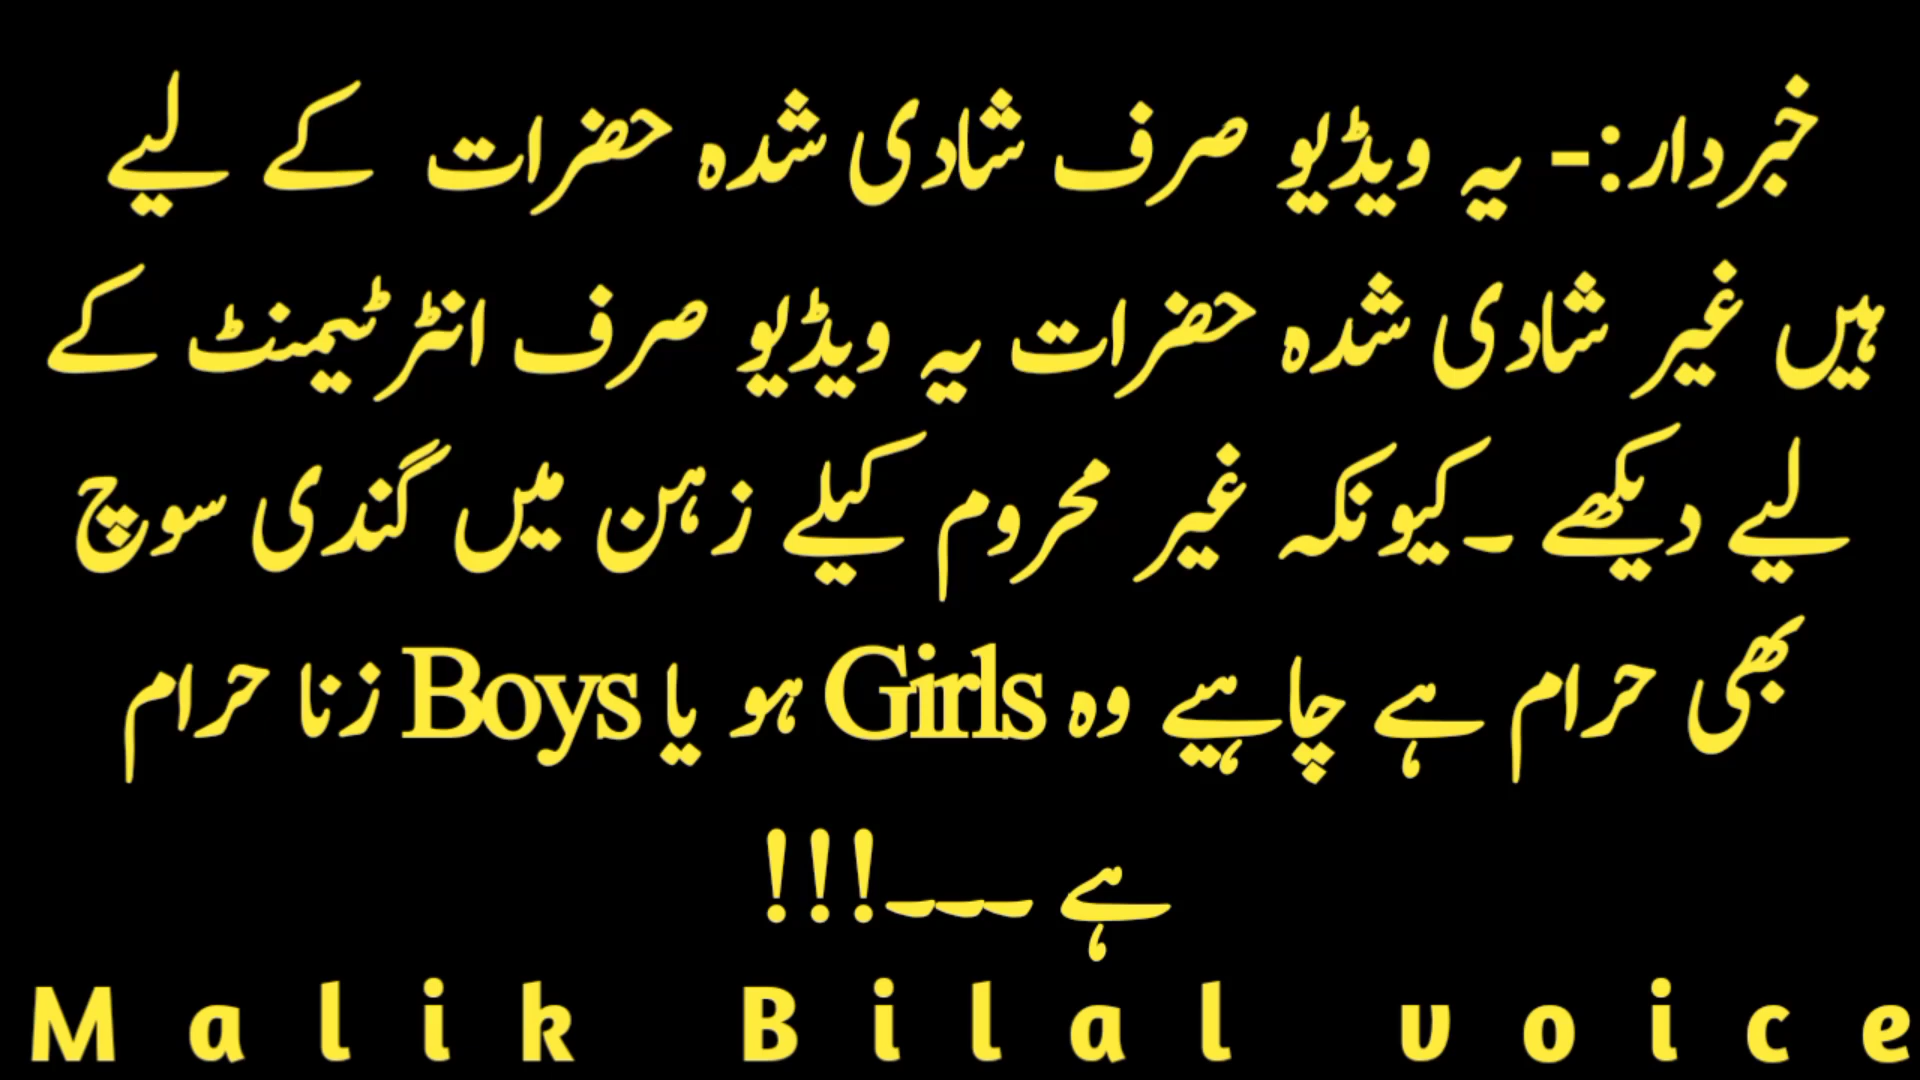 خبردار:- یہ ویڈیو صرف شادی شدہ حضرات کے لیے
ہیں غیر شادی شدہ حضرات یہ ویڈیو صرف انٹرٹیمنٹ کے
لیے دیکھے ۔کیونکہ غیر محروم کیلے زہن میں گندی سوچ
بھی حرام ہے چاہیے وہ Girls ہو یا Boys زنا حرام
ہے ۔۔۔!!!
Malik Bilal voice